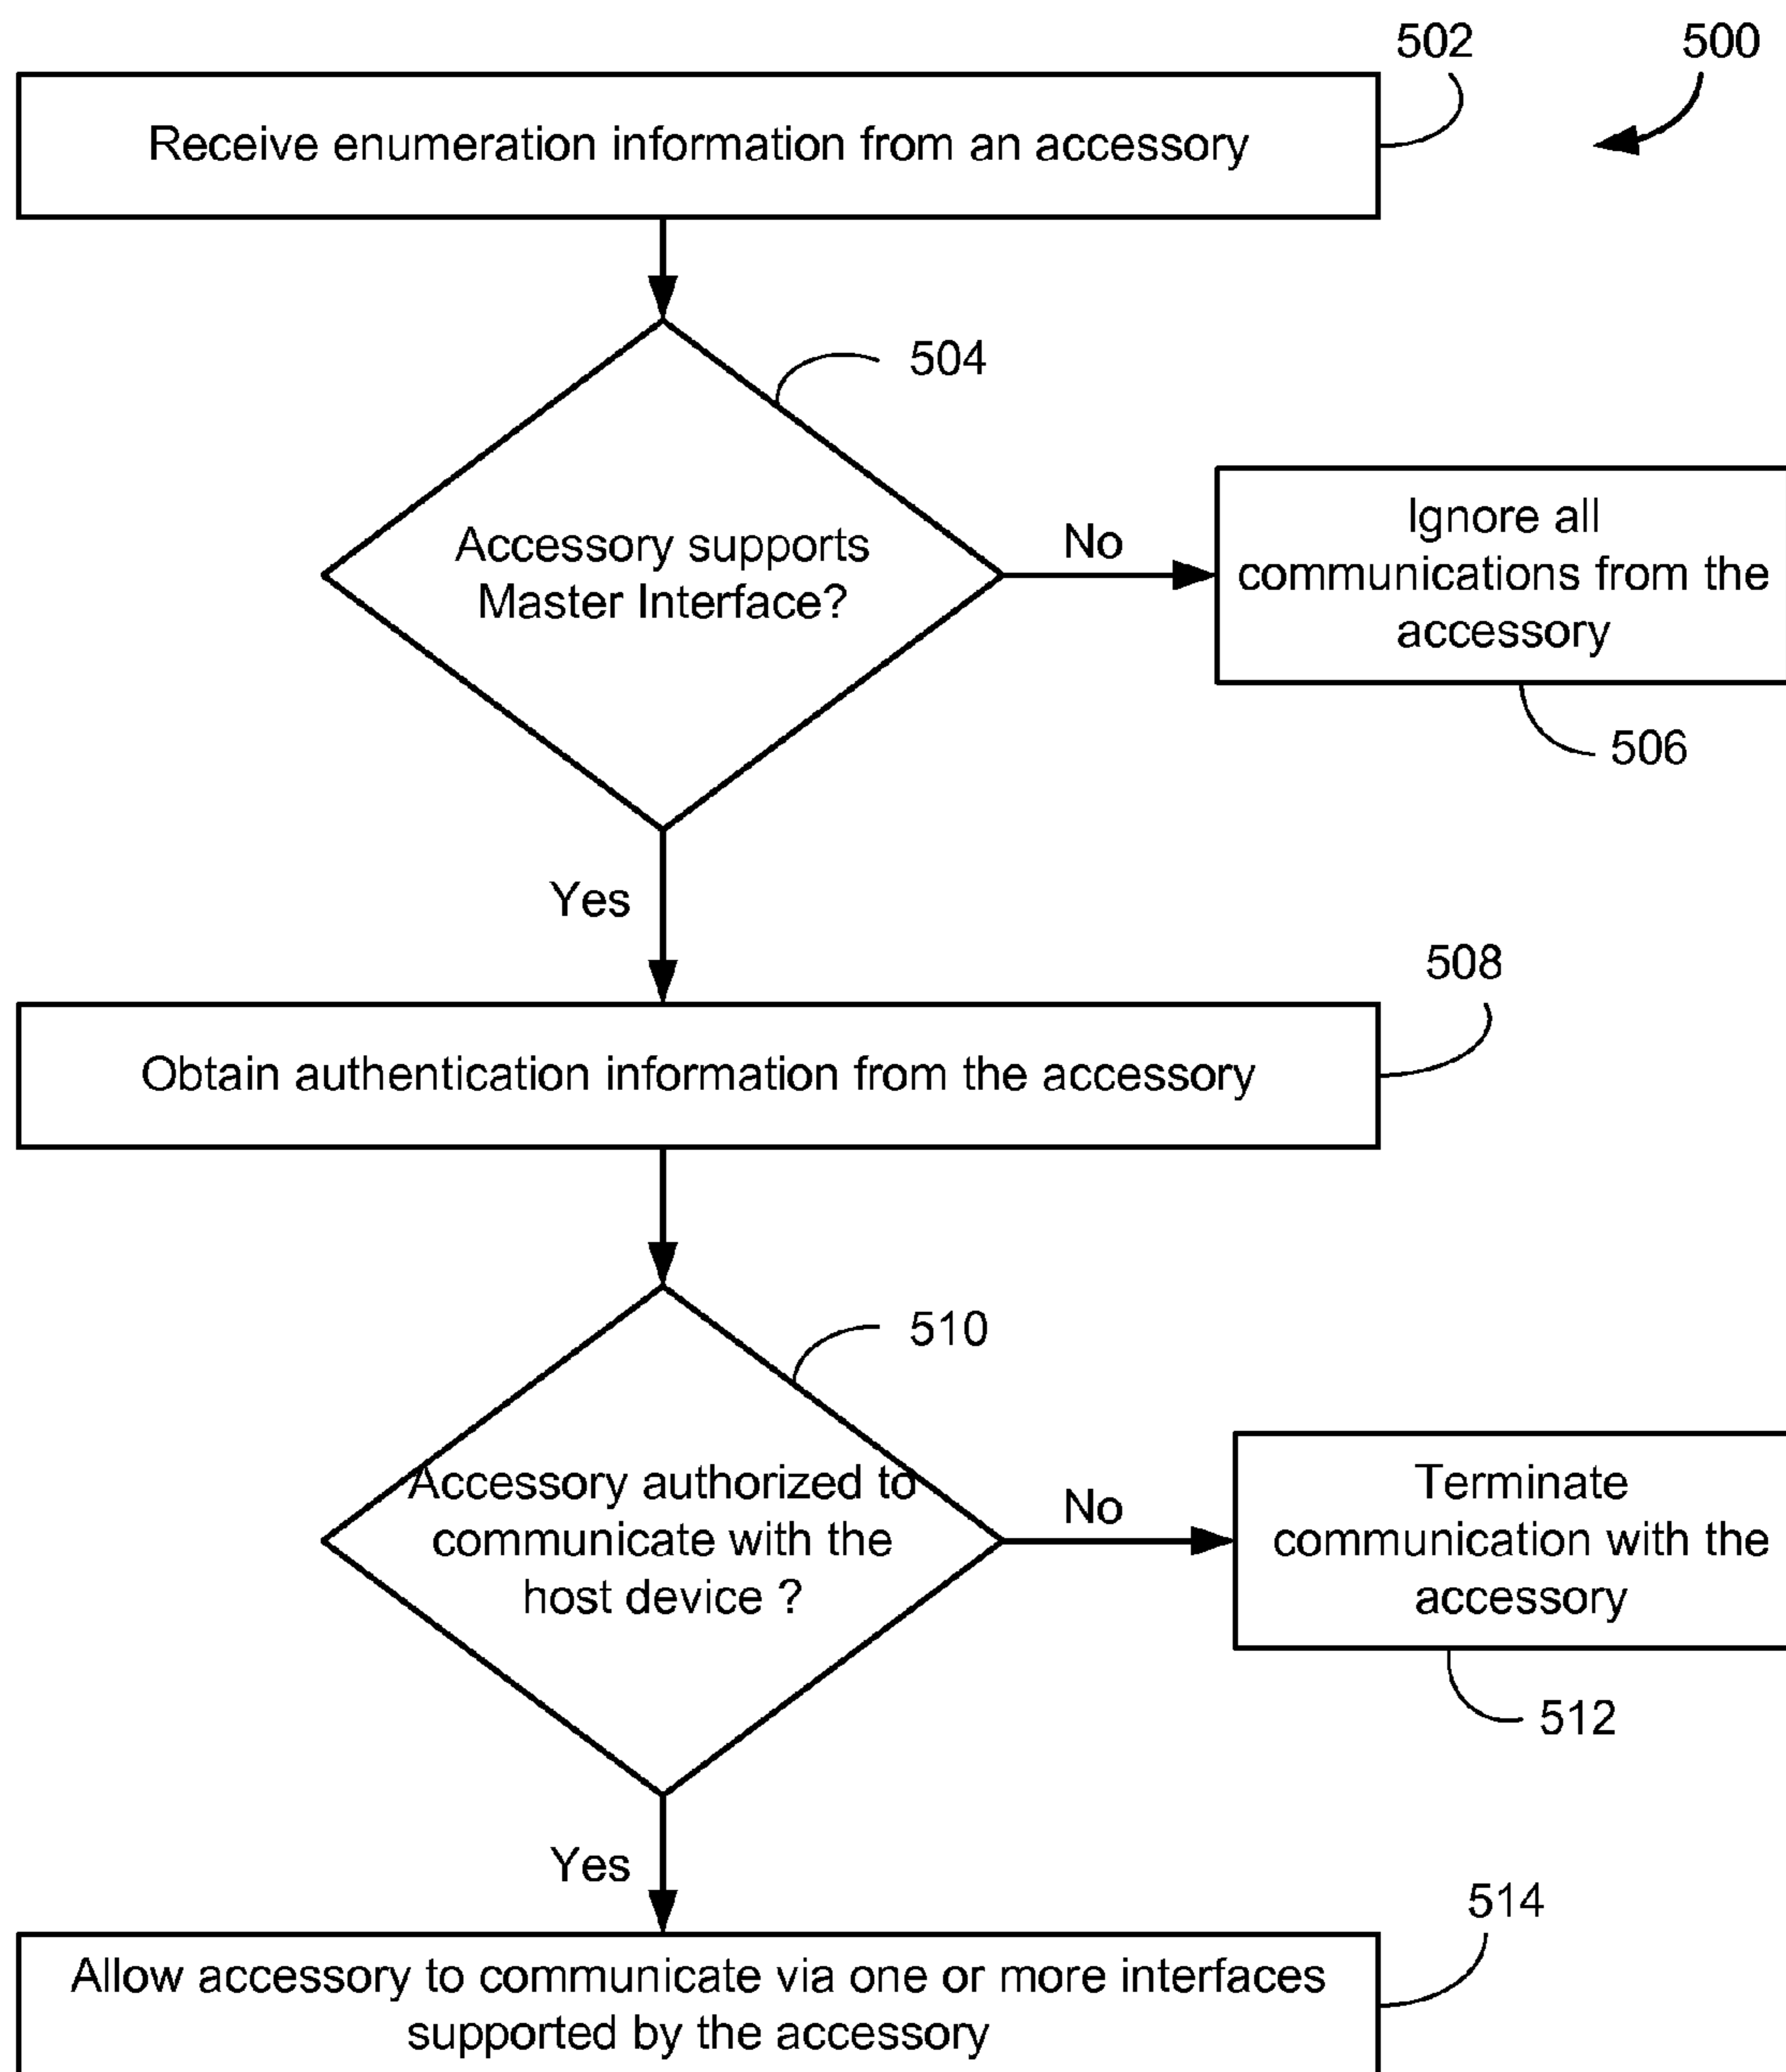 502
500
Receive enumeration information from an accessory
504
Accessory supports
Master Interface?
No
Ignore all
communications from the
accessory
506
Yes
508
Obtain authentication information from the accessory
510
Accessory authorized to
communicate with the
host device ?
No
Terminate
communication with the
accessory
512
Yes
514
Allow accessory to communicate via one or more interfaces
supported by the accessory